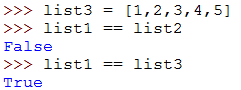 >>> list3 = [1,2,3,4,5]
>>> list1 == list2
False
>>> list1 == list3
True